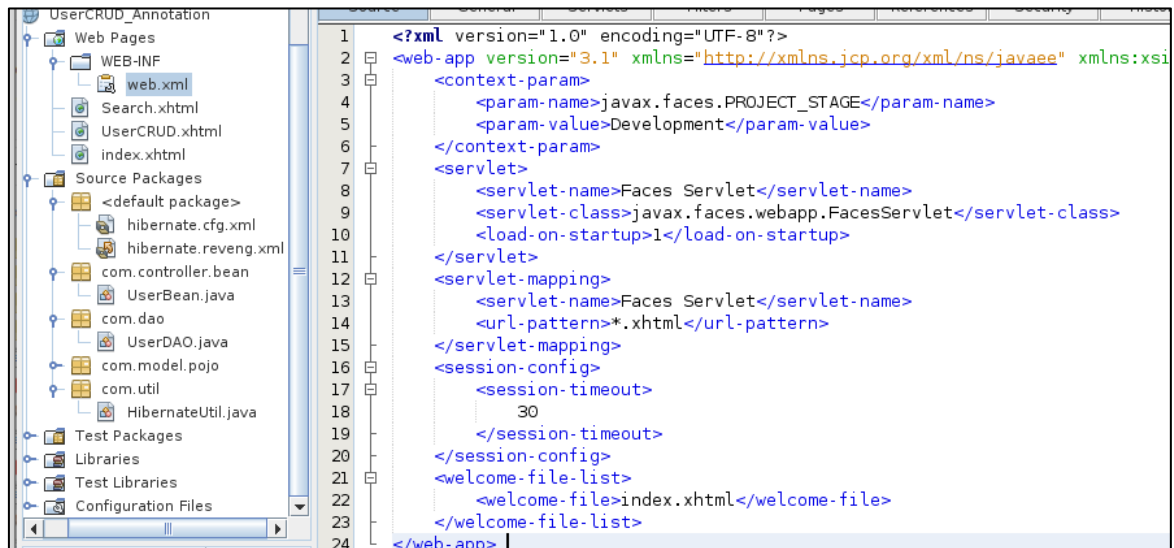 UserCRUD_Annotation
Web Pages
WEB-INF
web.xml
Search.xhtml
UserCRUD.xhtml
index.xhtml
Source Packages
<default package>
hibernate.cfg.xml
hibernate.reveng.xml
com.controller.bean
UserBean.java
com.dao
UserDAO.java
com.model.pojo
com.util
HibernateUtil.java
Test Packages
Libraries
Test Libraries
Configuration Files
1 <?xml version="1.0" encoding="UTF-8"?>
2 <web-app version="3.1" xmlns="http://xmlns.jcp.org/xml/ns/javaee" xmlns:xsi
3 <context-param>
4 <param-name>javax.faces.PROJECT_STAGE</param-name>
5 <param-value>Development</param-value>
6 </context-param>
7 <servlet>
8 <servlet-name>Faces Servlet</servlet-name>
9 <servlet-class>javax.faces.webapp.FacesServlet</servlet-class>
10 <load-on-startup>1</load-on-startup>
11 </servlet>
12 <servlet-mapping>
13 <servlet-name>Faces Servlet</servlet-name>
14 <url-pattern>*.xhtml</url-pattern>
15 </servlet-mapping>
16 <session-config>
17 <session-timeout>
18 30
19 </session-timeout>
20 </session-config>
21 <welcome-file-list>
22 <welcome-file>index.xhtml</welcome-file>
23 </welcome-file-list>
24 </web-app>